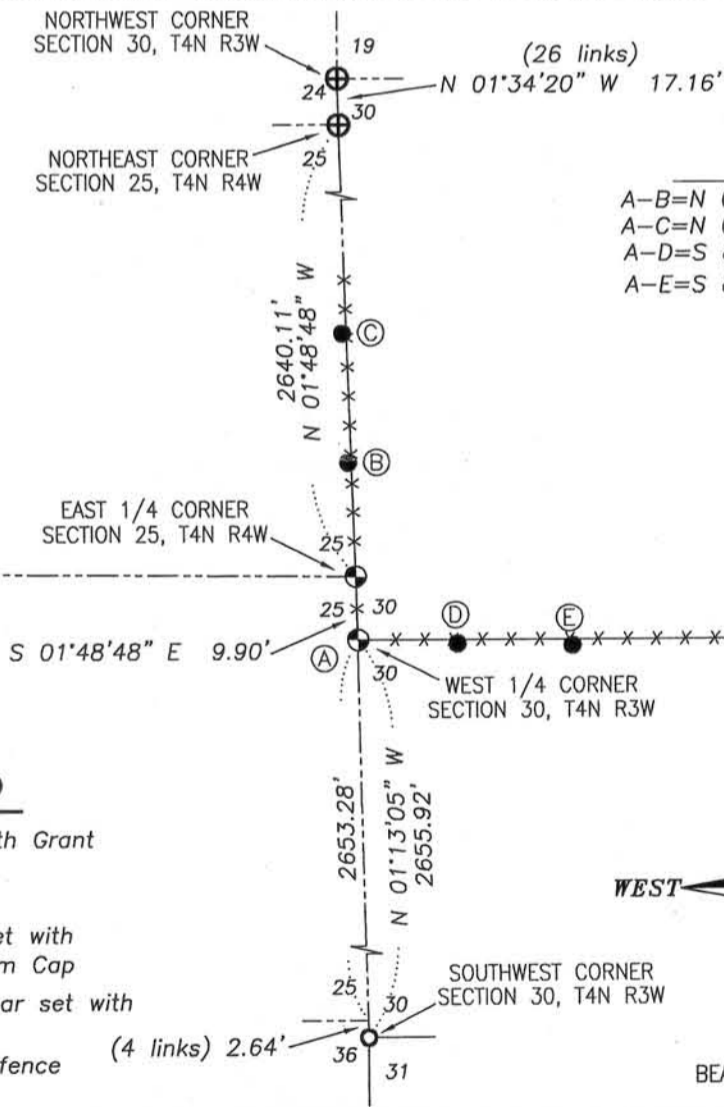 NORTHWEST CORNER
SECTION 30, T4N R3W
19
(26 links)
24
N 01°34'20" W 17.16'
30
NORTHEAST CORNER
SECTION 25, T4N R4W
25
A-B=N
A-C=N
A-D=S
A-E=S
2640.11'
N 01°48'48" W
C
B
EAST 1/4 CORNER
SECTION 25, T4N R4W
25
25
30
D
E
S 01°48'48" E 9.90'
A
30
WEST 1/4 CORNER
SECTION 30, T4N R3W
2653.28'
N 01°13'05" W
2655.92'
Grant
WEST
set with
Cap
set with
SOUTHWEST CORNER
SECTION 30, T4N R3W
25
30
(4 links) 2.64'
36
31
fence